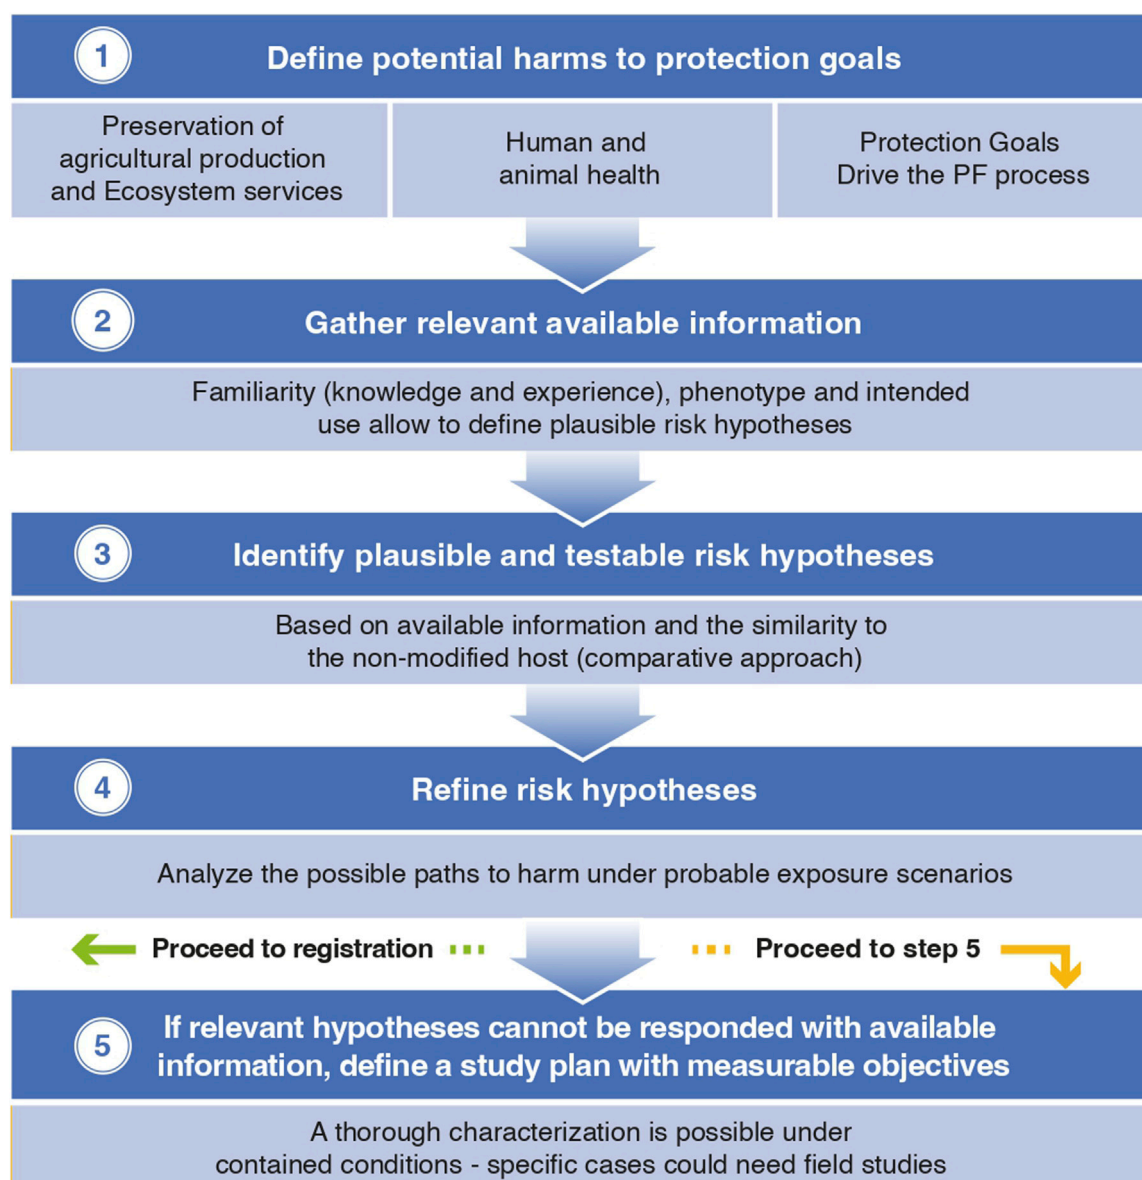 1
Define potential harms to protection goals
Preservation of
agricultural production
and Ecosystem services
Human and
animal health
Protection Goals
Drive the PF process
2
Gather relevant available information
Familiarity (knowledge and experience), phenotype and intended
use allow to define plausible risk hypotheses
3
Identify plausible and testable risk hypotheses
Based on available information and the similarity to
the non-modified host (comparative approach)
4
Refine risk hypotheses
Analyze the possible paths to harm under probable exposure scenarios
Proceed to registration
Proceed to step 5
5
If relevant hypotheses cannot be responded with available
information, define a study plan with measurable objectives
A thorough characterization is possible under
contained conditions - specific cases could need field studies